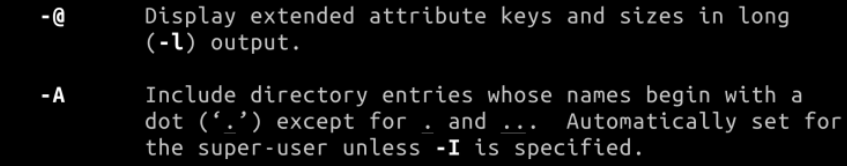 -@ Display extended attribute keys and sizes in long
(-l) output.
-A Include directory entries whose names begin with a
dot (‘.’) except for . and ... Automatically set for
the super-user unless -I is specified.